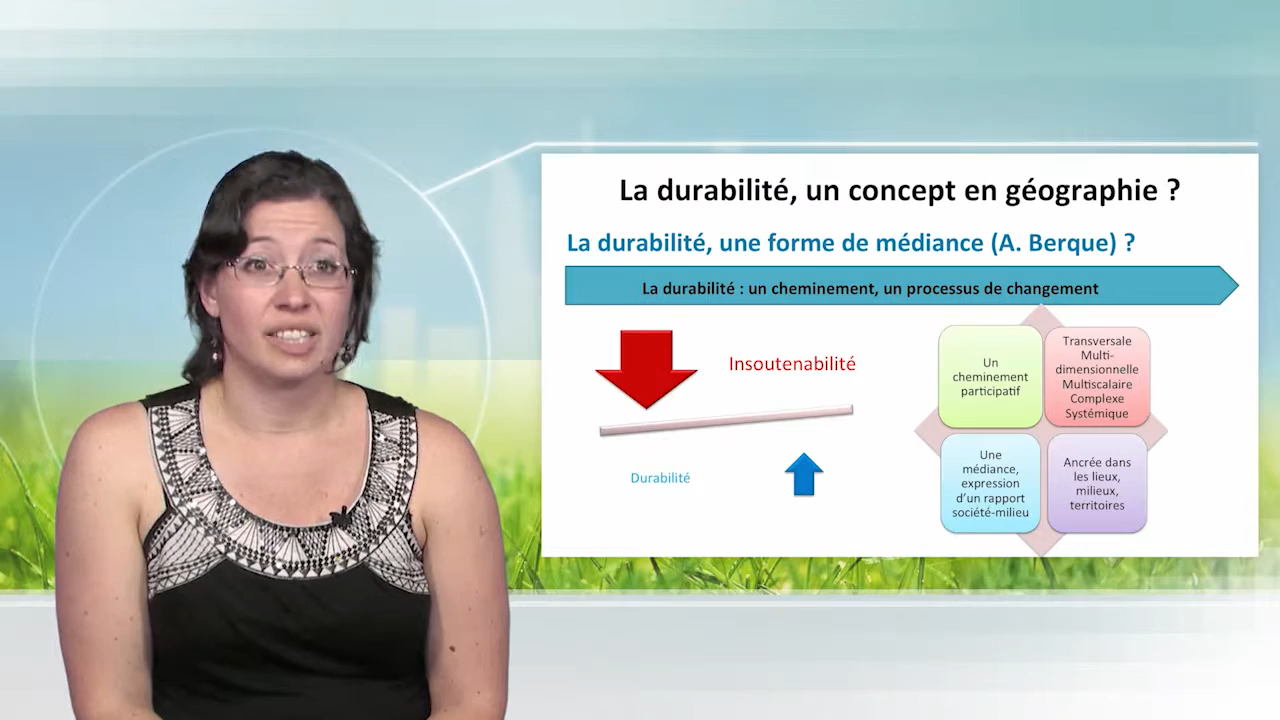 La durabilité, un concept en géographie ?
La durabilité, une forme de médiance (A. Berque) ?
La durabilité : un cheminement, un processus de changement
Insoutenabilité
Durabilité
Un
cheminement
participatif
Transversale
Multi-
dimensionnelle
Multiscalaire
Complexe
Systémique
Une
médiance,
expression
d'un rapport
société-milieu
Ancrée dans
les lieux,
milieux,
territoires